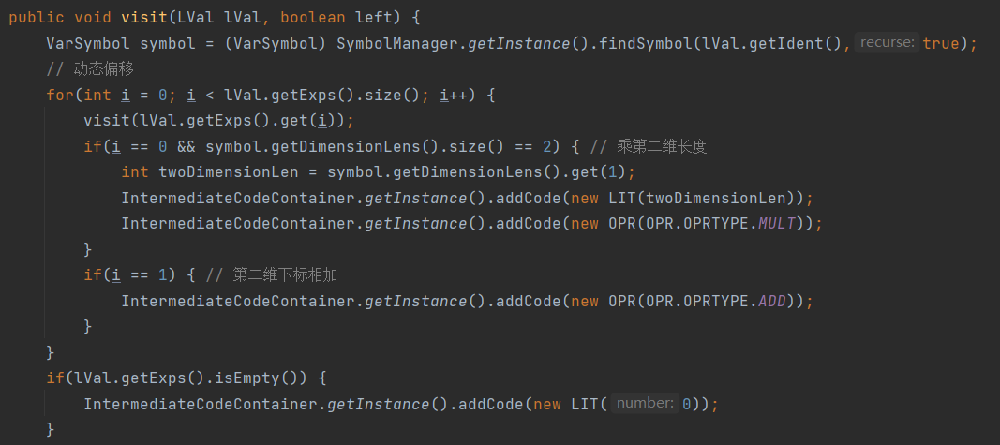 public void visit(LVal lVal, boolean left) {
    VarSymbol symbol = (VarSymbol) SymbolManager.getInstance().findSymbol(lVal.getIdent(), recurse: true);
    // 动态偏移
    for(int i = 0; i < lVal.getExps().size(); i++) {
        visit(lVal.getExps().get(i));
        if(i == 0 && symbol.getDimensionLens().size() == 2) { // 乘第二维长度
            int twoDimensionLen = symbol.getDimensionLens().get(1);
            IntermediateCodeContainer.getInstance().addCode(new LIT(twoDimensionLen));
            IntermediateCodeContainer.getInstance().addCode(new OPR(OPR.OPRTYPE.MULT));
        }
        if(i == 1) { // 第二维下标相加
            IntermediateCodeContainer.getInstance().addCode(new OPR(OPR.OPRTYPE.ADD));
        }
    }
    if(lVal.getExps().isEmpty()) {
        IntermediateCodeContainer.getInstance().addCode(new LIT( number: 0));
    }